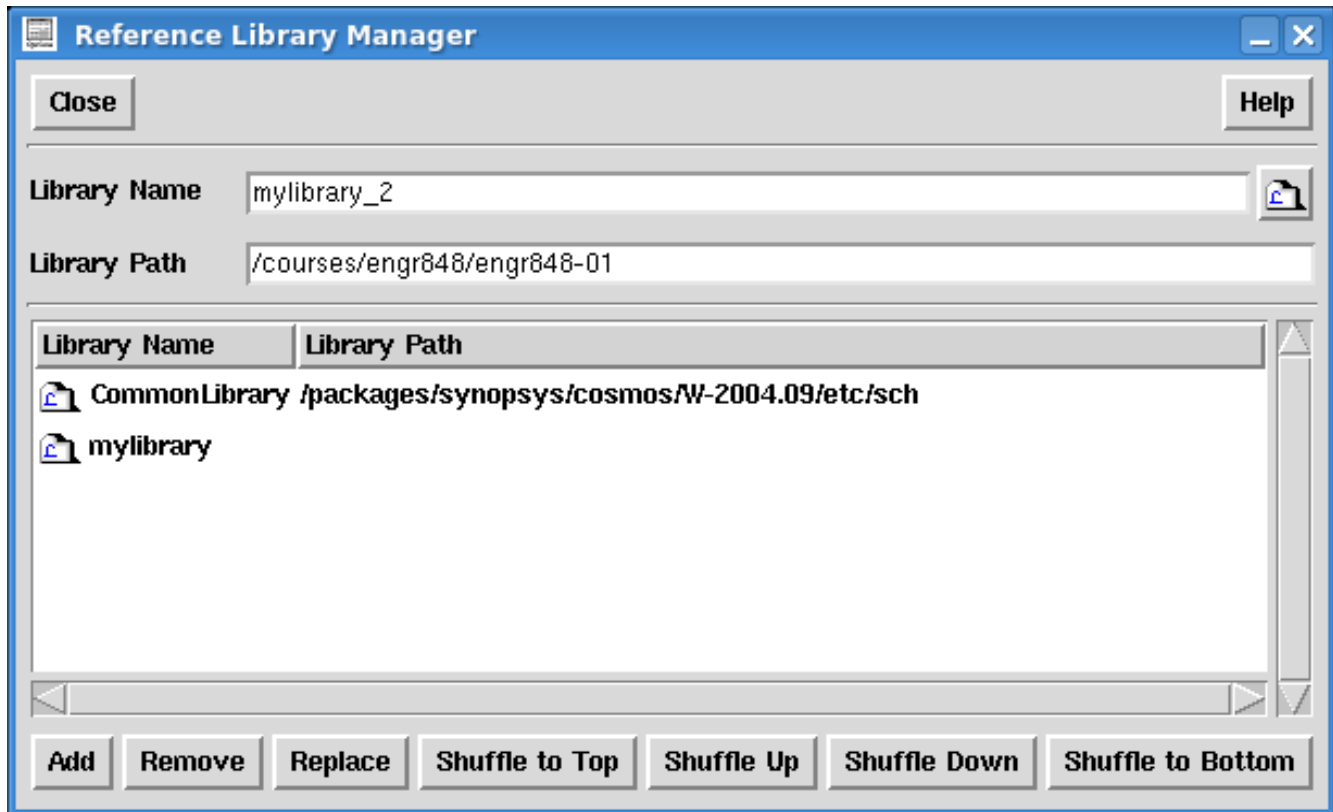 Reference Library Manager
Close Help
Library Name mylibrary_2
Library Path /courses/engr848/engr848-01
Library Name Library Path
CommonLibrary /packages/synopsys/cosmos/W-2004.09/etc/sch
mylibrary
Add Remove Replace Shuffle to Top Shuffle Up Shuffle Down Shuffle to Bottom